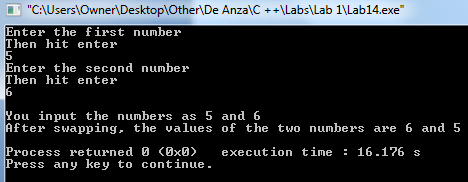 "C:\Users\Owner\Desktop\Other\De Anza\C ++\Labs\Lab 1\Lab14.exe"
Enter the first number
Then hit enter
5
Enter the second number
Then hit enter
6
You input the numbers as 5 and 6
After swapping, the values of the two numbers are 6 and 5
Process returned 0 (0x0)   execution time : 16.176 s
Press any key to continue.